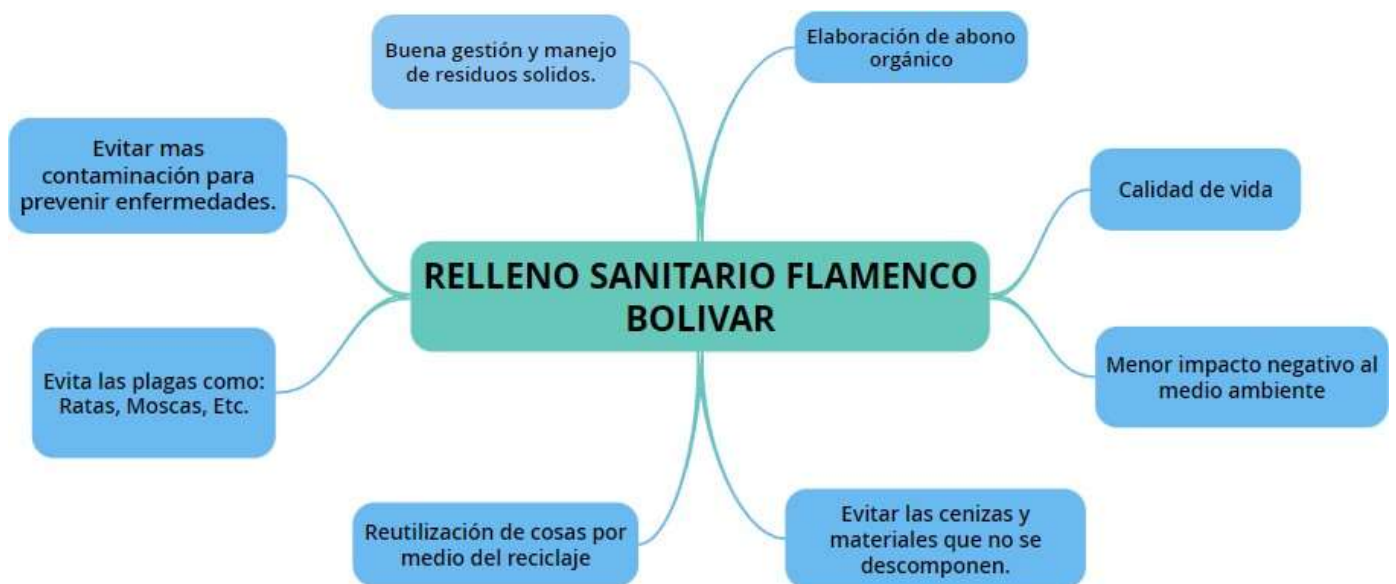 Buena gestión y manejo
de residuos solidos.
Elaboración de abono
orgánico
Evitar mas
contaminación para
prevenir enfermedades.
Calidad de vida
RELLENO SANITARIO FLAMENCO
BOLIVAR
Evita las plagas como:
Ratas, Moscas, Etc.
Menor impacto negativo al
medio ambiente
Reutilización de cosas por
medio del reciclaje
Evitar las cenizas y
materiales que no se
descomponen.